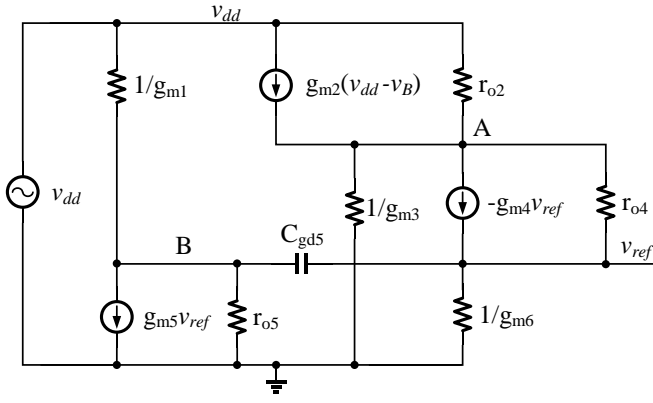 v_dd
1/g_m1
g_m2(v_dd -v_B)
r_o2
A
v_dd
1/g_m3
-g_m4v_ref
r_o4
C_gd5
B
v_ref
g_m5v_ref
r_o5
1/g_m6